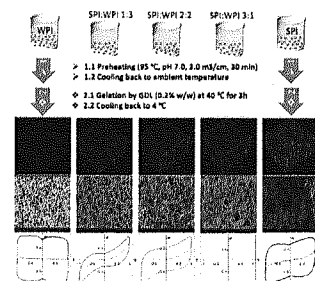 WPI SPI:WPI 1:3 SPI:WPI 2:2 SPI:WPI 3:1 SPI
➢ 1.1 Preheating (95 °C, pH 7.0, 3.0 mS/cm, 30 min)
➢ 1.2 Cooling back to ambient temperature
❖ 2.1 Gelation by GDL (0.2% w/w) at 40 °C for 3h
❖ 2.2 Cooling back to 4 °C